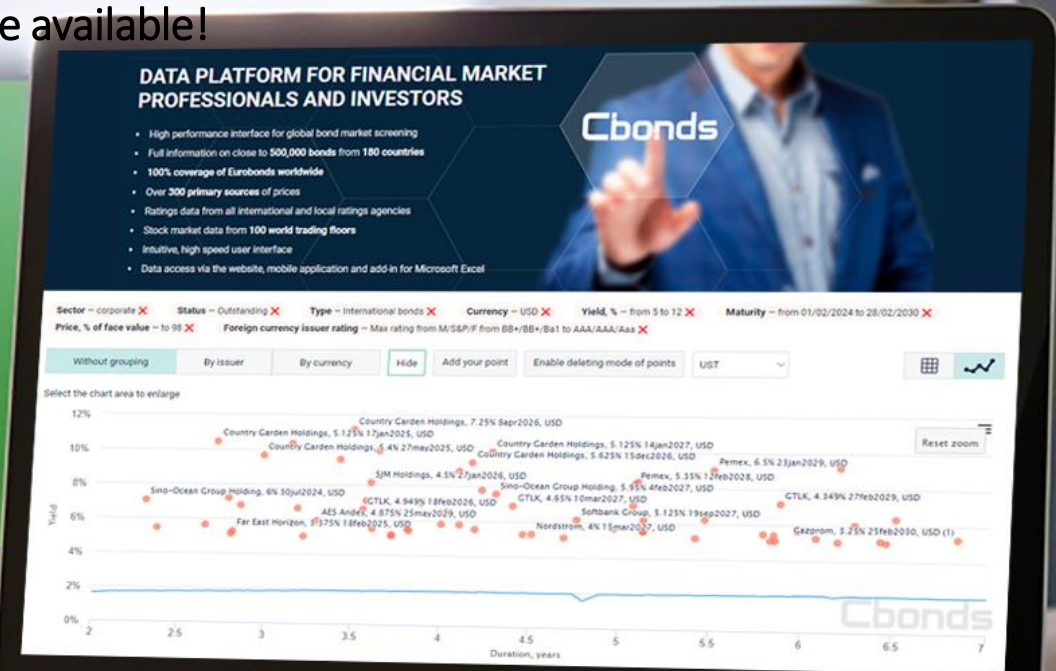 e available!
DATA PLATFORM FOR FINANCIAL MARKET
PROFESSIONALS AND INVESTORS
Cbonds
• High performance interface for global bond market screening
• Full information on close to 500,000 bonds from 180 countries
• 100% coverage of Eurobonds worldwide
• Over 300 primary sources of prices
• Ratings data from all international and local ratings agencies
• Stock market data from 100 world trading floors
• Intuitive, high speed user interface
• Data access via the website, mobile application and add-in for Microsoft Excel
Sector – corporate Status – Outstanding Type – International bonds Currency – USD Yield, % – from 5 to 12 Maturity – from 01/02/2024 to 28/02/2030
Price, % of face value – to 98 Foreign currency issuer rating – Max rating from M/S&P/F from BB+/BB+/Ba1 to AAA/AAA/Aaa
Without grouping By issuer By currency Hide Add your point Enable deleting mode of points UST
Select the chart area to enlarge
Reset zoom
12%
10%
8%
6%
4%
2%
0%
Yield
Country Garden Holdings, 7.25% 8apr2026, USD
Country Garden Holdings, 5.125% 17jan2025, USD
Country Garden Holdings, 5.4% 27may2025, USD
Country Garden Holdings, 5.125% 14jan2027, USD
Country Garden Holdings, 5.625% 15dec2026, USD
Pemex, 6.5% 23jan2029, USD
SJM Holdings, 4.5% 27jan2026, USD
Pemex, 5.35% 12feb2028, USD
Sino-Ocean Group Holding, 6% 30jul2024, USD
Sino-Ocean Group Holding, 5.95% 4feb2027, USD
GTLK, 4.949% 18feb2026, USD
GTLK, 4.65% 10mar2027, USD
GTLK, 4.349% 27feb2029, USD
AES Andes, 4.875% 25may2029, USD
Softbank Group, 5.125% 19sep2027, USD
Far East Horizon, 3.375% 18feb2025, USD
Nordstrom, 4% 15mar2027, USD
Gazprom, 3.25% 25feb2030, USD (1)
Cbonds
2 2.5 3 3.5 4 4.5 5 5.5 6 6.5 7
Duration, years